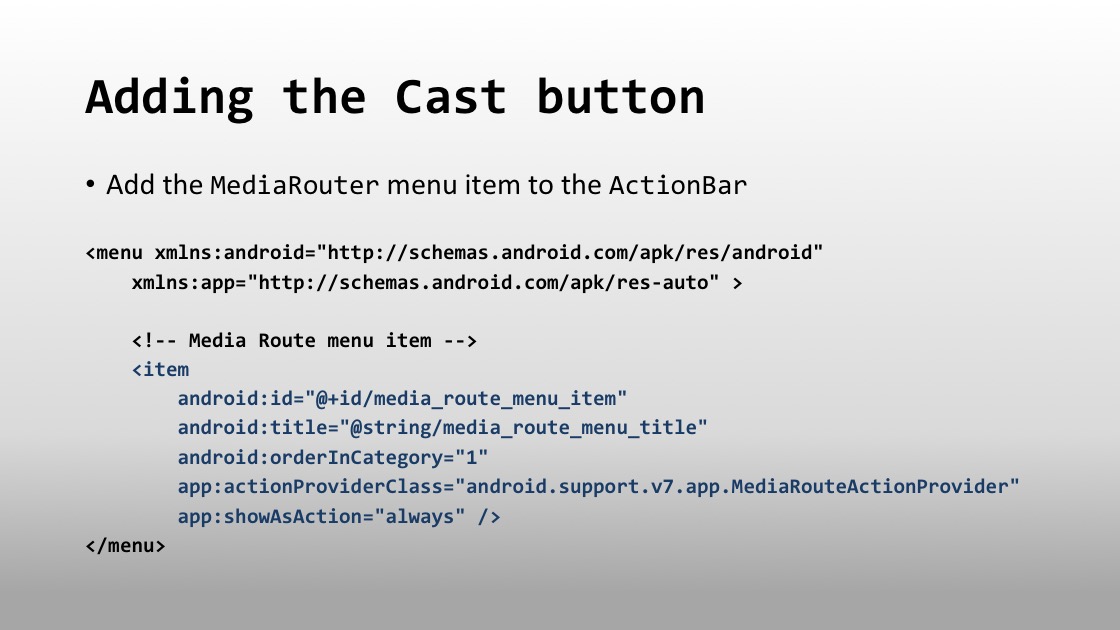 Adding the Cast button
• Add the MediaRouter menu item to the ActionBar
<menu xmlns:android="http://schemas.android.com/apk/res/android"
    xmlns:app="http://schemas.android.com/apk/res-auto" >
    <!-- Media Route menu item -->
    <item
        android:id="@+id/media_route_menu_item"
        android:title="@string/media_route_menu_title"
        android:orderInCategory="1"
        app:actionProviderClass="android.support.v7.app.MediaRouteActionProvider"
        app:showAsAction="always" />
</menu>